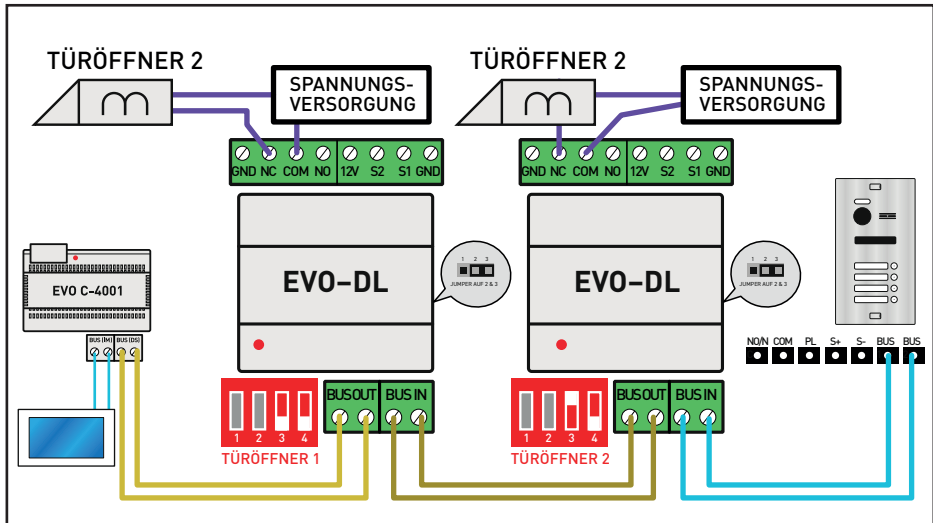 TÜRÖFFNER 2
SPANNUNGS-
VERSORGUNG
GND NC COM NO 12V S2 S1 GND
EVO-DL
1 2 3
JUMPER AUF 2 & 3
TÜRÖFFNER 2
SPANNUNGS-
VERSORGUNG
GND NC COM NO 12V S2 S1 GND
EVO-DL
1 2 3
JUMPER AUF 2 & 3
EVO C-4001
BUS (IM) BUS (DS)
NO/N COM PL S+ S- BUS BUS
1 2 3 4
TÜRÖFFNER 1
BUS OUT BUS IN
1 2 3 4
TÜRÖFFNER 2
BUS OUT BUS IN